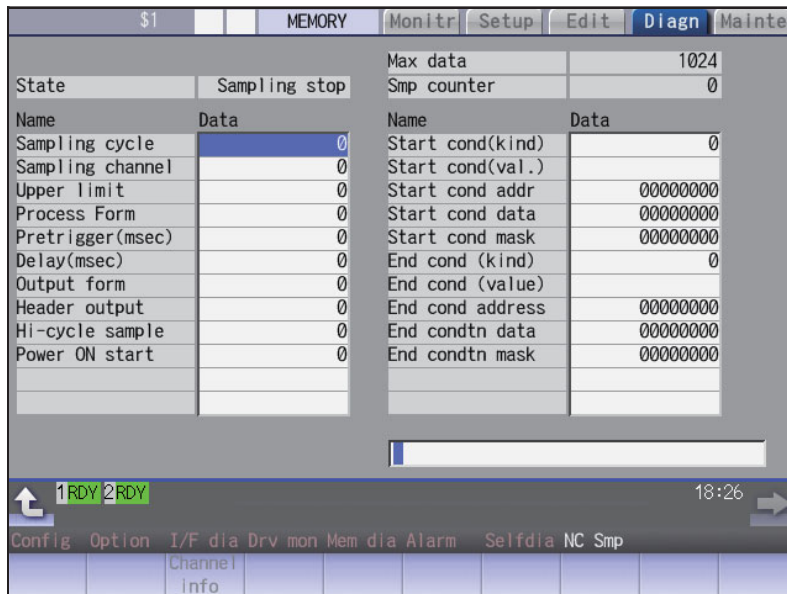 $1 MEMORY Monitr Setup Edit Diagn Mainte
Max data 1024
State Sampling stop Smp counter 0
Name Data Name Data
Sampling cycle 0 Start cond(kind) 0
Sampling channel 0 Start cond(val.)
Upper limit 0 Start cond addr 00000000
Process Form 0 Start cond data 00000000
Pretrigger(msec) 0 Start cond mask 00000000
Delay(msec) 0 End cond (kind) 0
Output form 0 End cond (value)
Header output 0 End cond address 00000000
Hi-cycle sample 0 End condtn data 00000000
Power ON start 0 End condtn mask 00000000
1 RDY 2 RDY 18:26
Config Option I/F dia Drv mon Mem dia Alarm Selfdia NC Smp
Channel
info